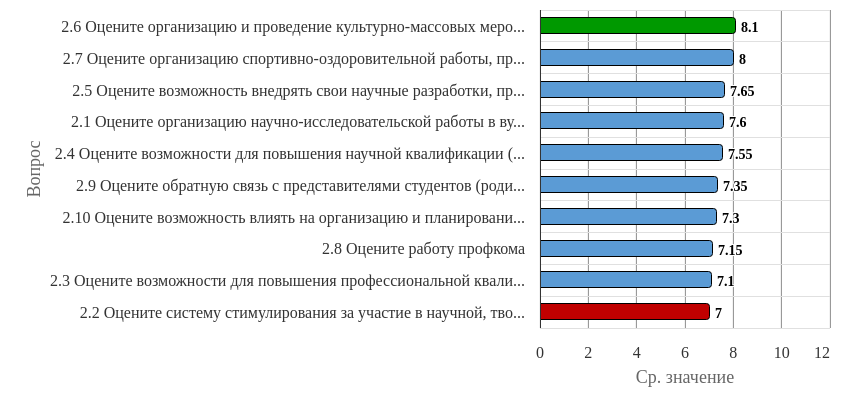 2.6 Оцените организацию и проведение культурно-массовых меро... 8.1
2.7 Оцените организацию спортивно-оздоровительной работы, пр... 8
2.5 Оцените возможность внедрять свои научные разработки, пр... 7.65
2.1 Оцените организацию научно-исследовательской работы в ву... 7.6
2.4 Оцените возможности для повышения научной квалификации (... 7.55
2.9 Оцените обратную связь с представителями студентов (роди... 7.35
2.10 Оцените возможность влиять на организацию и планировани... 7.3
2.8 Оцените работу профкома 7.15
2.3 Оцените возможности для повышения профессиональной квали... 7.1
2.2 Оцените систему стимулирования за участие в научной, тво... 7
Вопрос
0 2 4 6 8 10 12
Ср. значение